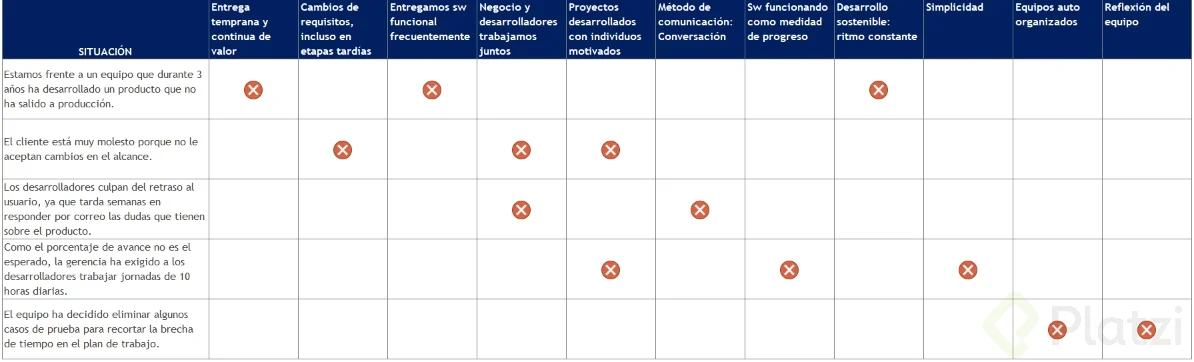 SITUACIÓN
Entrega
temprana y
continua de
valor
Cambios de
requisitos,
incluso en
etapas tardías
Entregamos sw
funcional
frecuentemente
Negocio y
desarrolladores
trabajamos
juntos
Proyectos
desarrollados
con individuos
motivados
Método de
comunicación:
Conversación
Sw funcionando
como medidad
de progreso
Desarrollo
sostenible:
ritmo constante
Simplicidad
Equipos auto
organizados
Reflexión del
equipo
Estamos frente a un equipo que durante 3
años ha desarrollado un producto que no
ha salido a producción.
El cliente está muy molesto porque no le
aceptan cambios en el alcance.
Los desarrolladores culpan del retraso al
usuario, ya que tarda semanas en
responder por correo las dudas que tienen
sobre el producto.
Como el porcentaje de avance no es el
esperado, la gerencia ha exigido a los
desarrolladores trabajar jornadas de 10
horas diarias.
El equipo ha decidido eliminar algunos
casos de prueba para recortar la brecha
de tiempo en el plan de trabajo.
Platzi